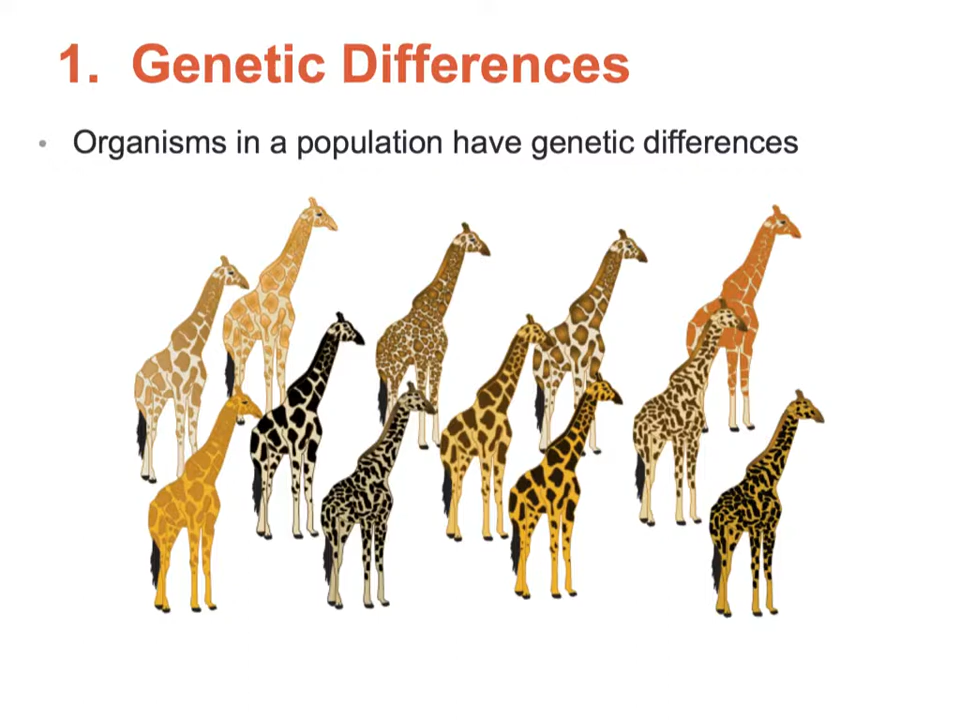 1. Genetic Differences
• Organisms in a population have genetic differences